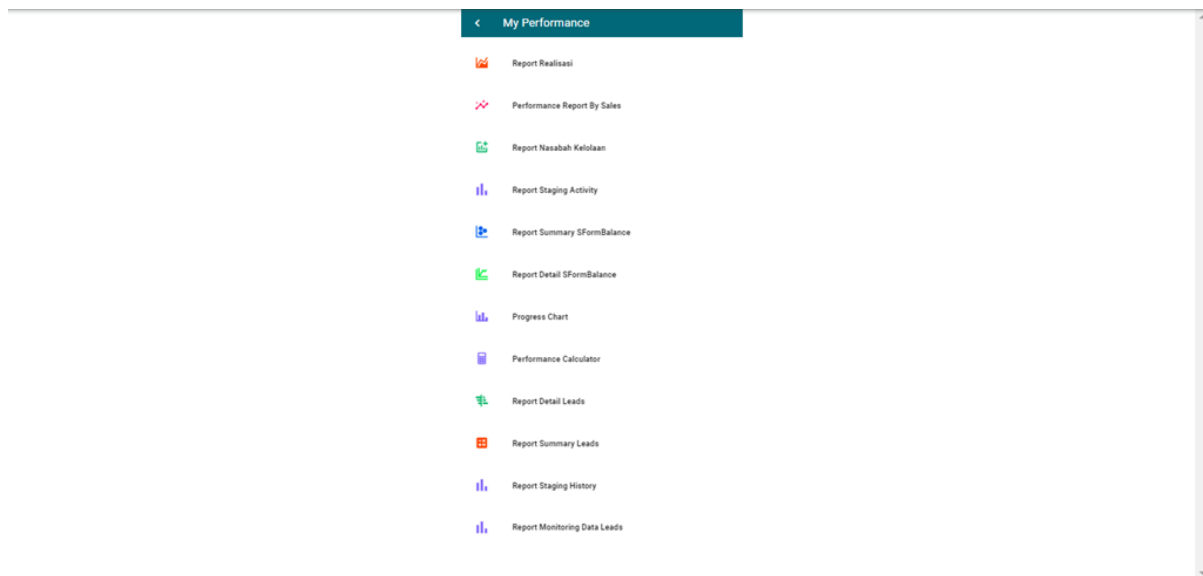 My Performance
Report Realisasi
Performance Report By Sales
Report Nasabah Kelolaan
Report Staging Activity
Report Summary SFormBalance
Report Detail SFormBalance
Progress Chart
Performance Calculator
Report Detail Leads
Report Summary Leads
Report Staging History
Report Monitoring Data Leads